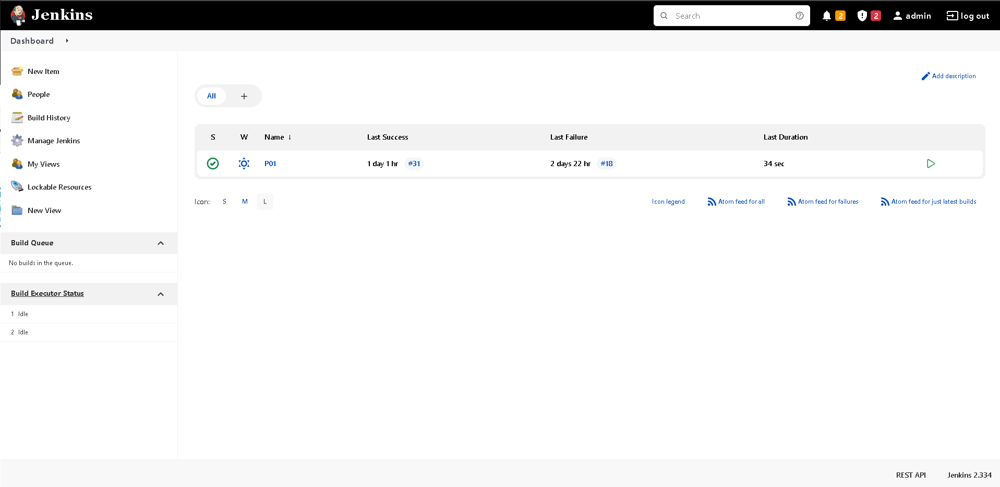 Jenkins
Search
2
2
admin
log out
Dashboard
New Item
People
Build History
Manage Jenkins
My Views
Lockable Resources
New View
Build Queue
No builds in the queue.
Build Executor Status
1 Idle
2 Idle
Add description
All +
S W Name ↓ Last Success Last Failure Last Duration
P01 1 day 1 hr #31 2 days 22 hr #18 34 sec
Icon: S M L
Icon legend
Atom feed for all
Atom feed for failures
Atom feed for just latest builds
REST API
Jenkins 2.334